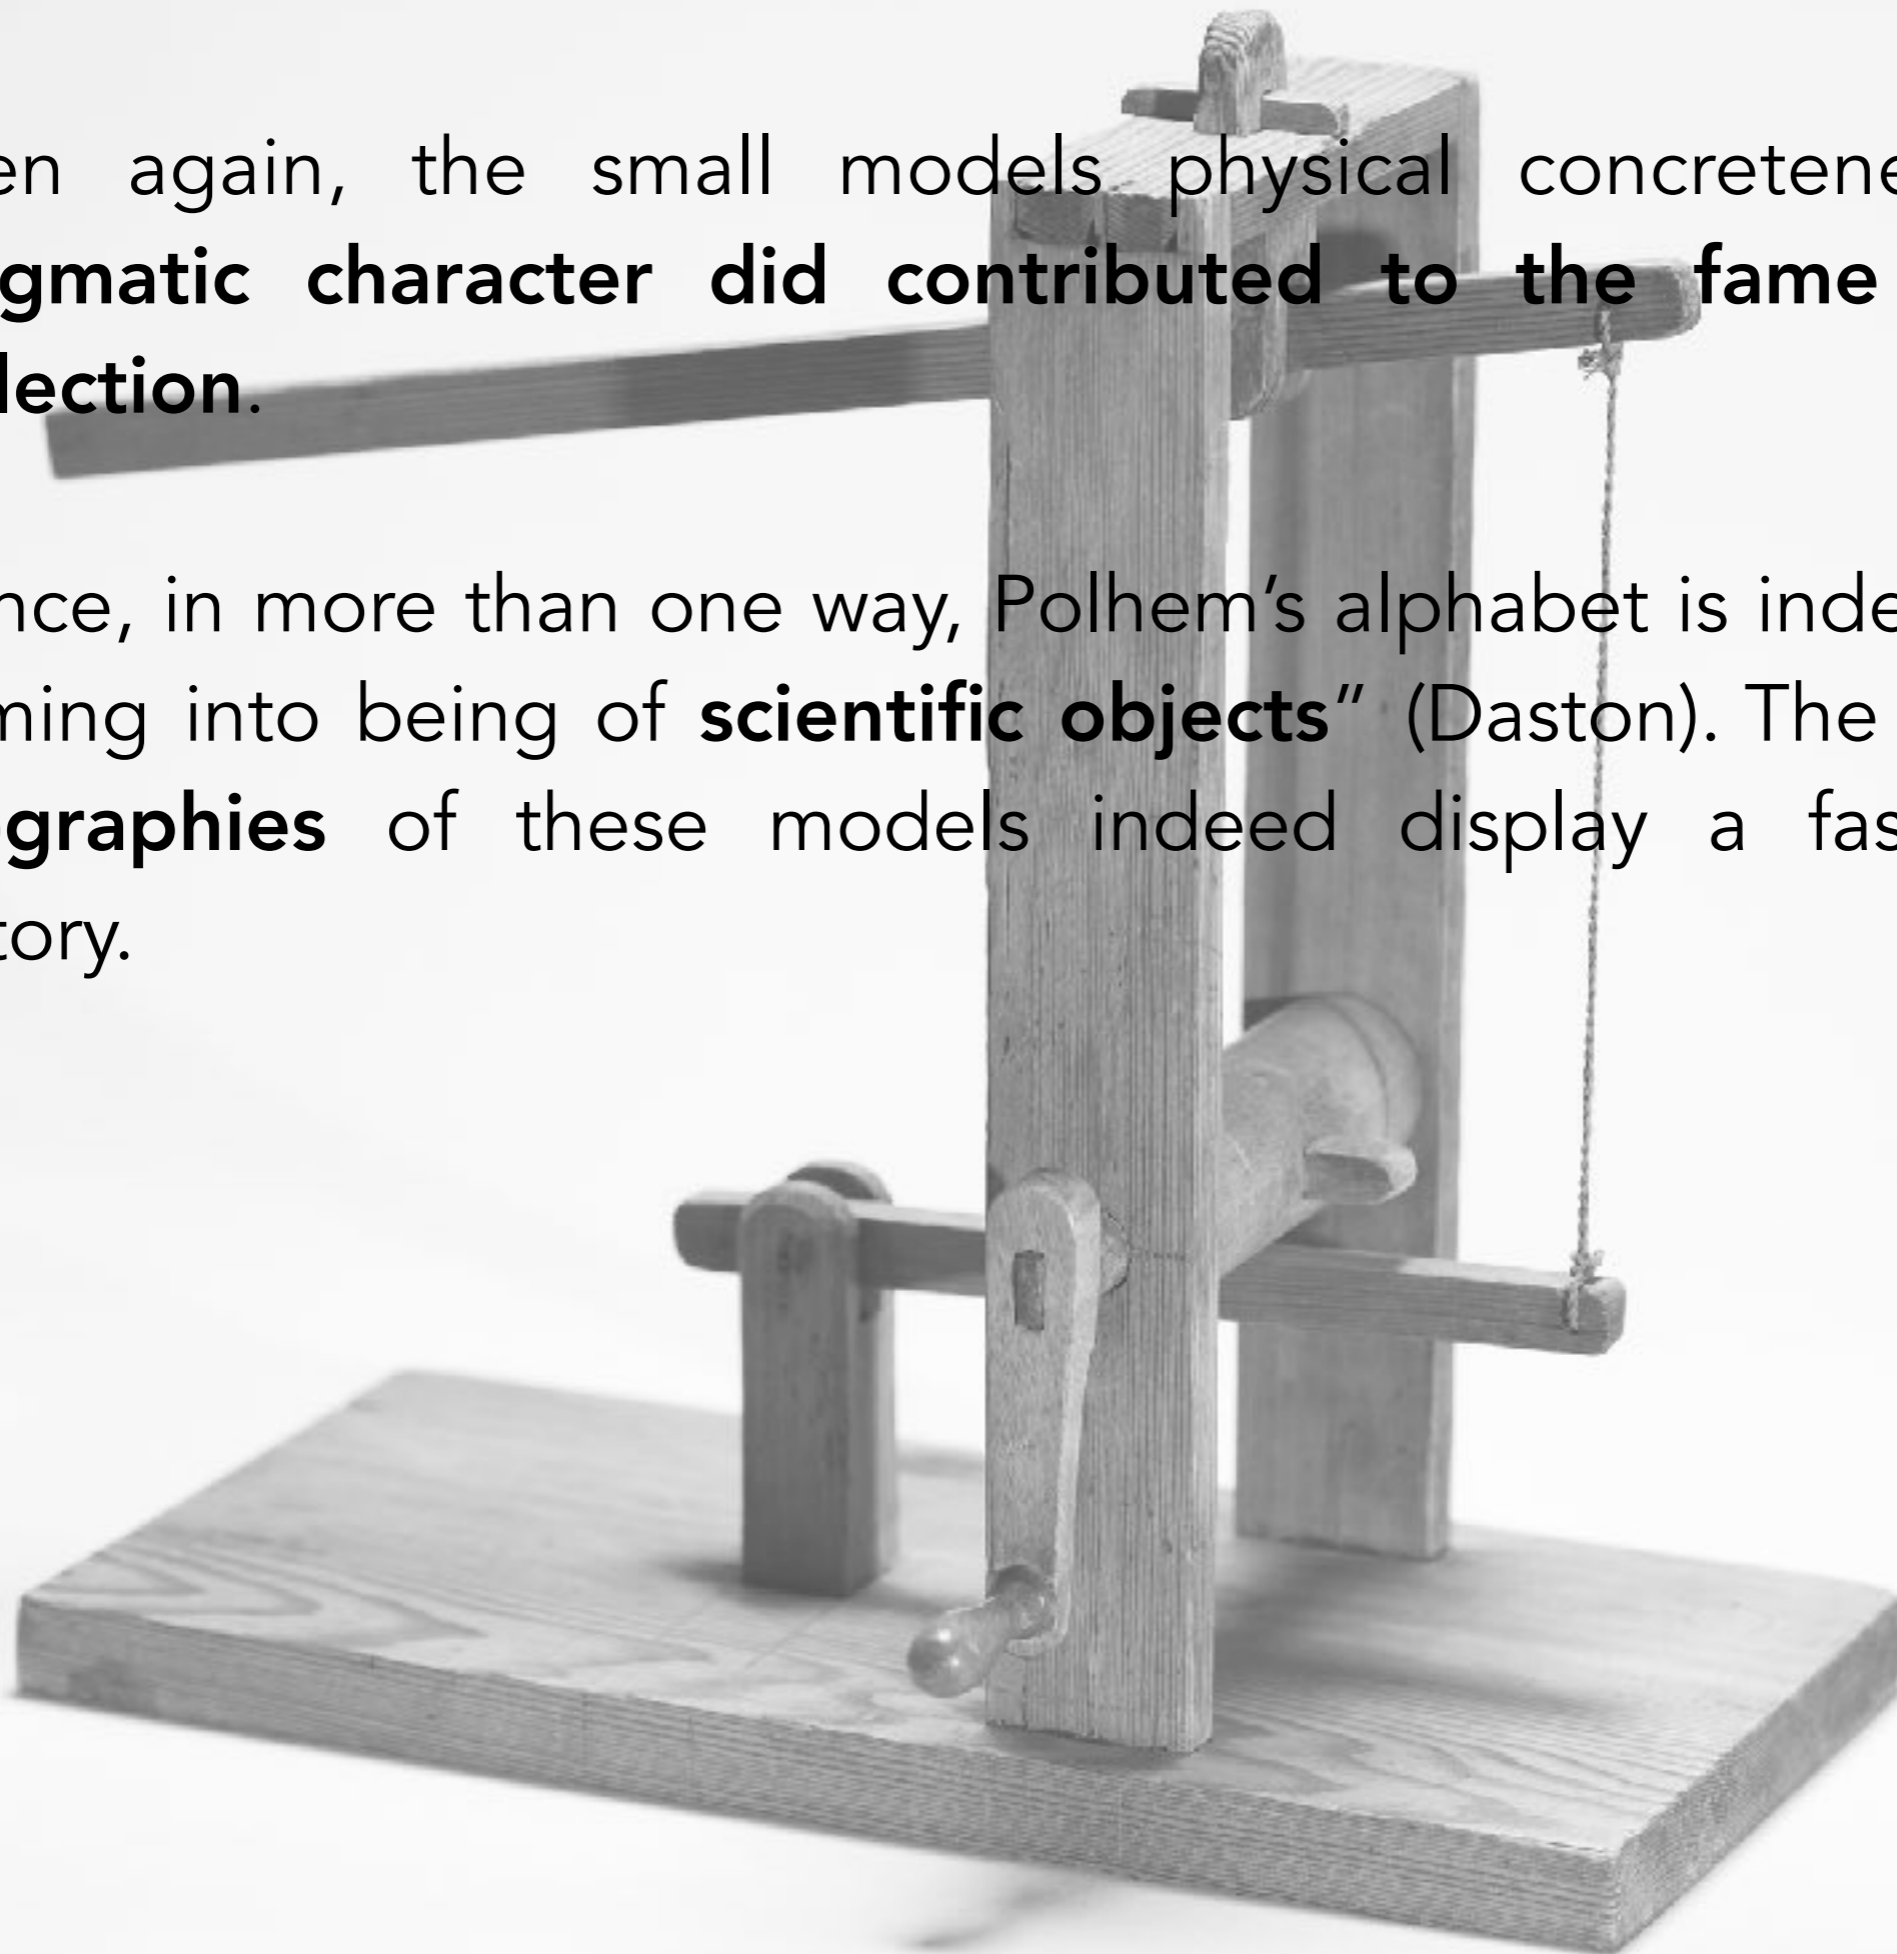 en again, the small models physical concretene
gmatic character did contributed to the fame
lection.
nce, in more than one way, Polhem’s alphabet is inde
ming into being of scientific objects” (Daston). The
graphies of these models indeed display a fas
tory.